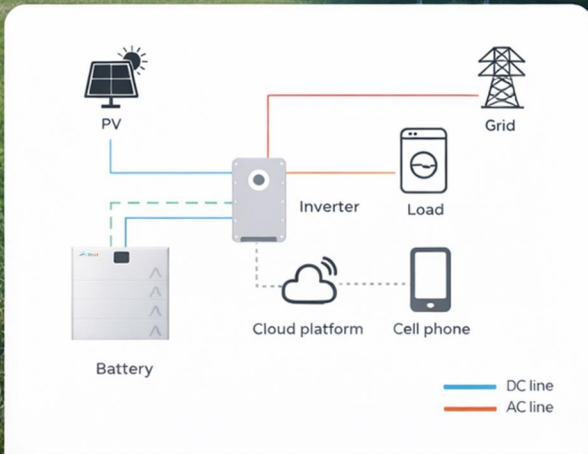 PV
Grid
Inverter
Load
Cloud platform
Cell phone
Battery
DC line
AC line